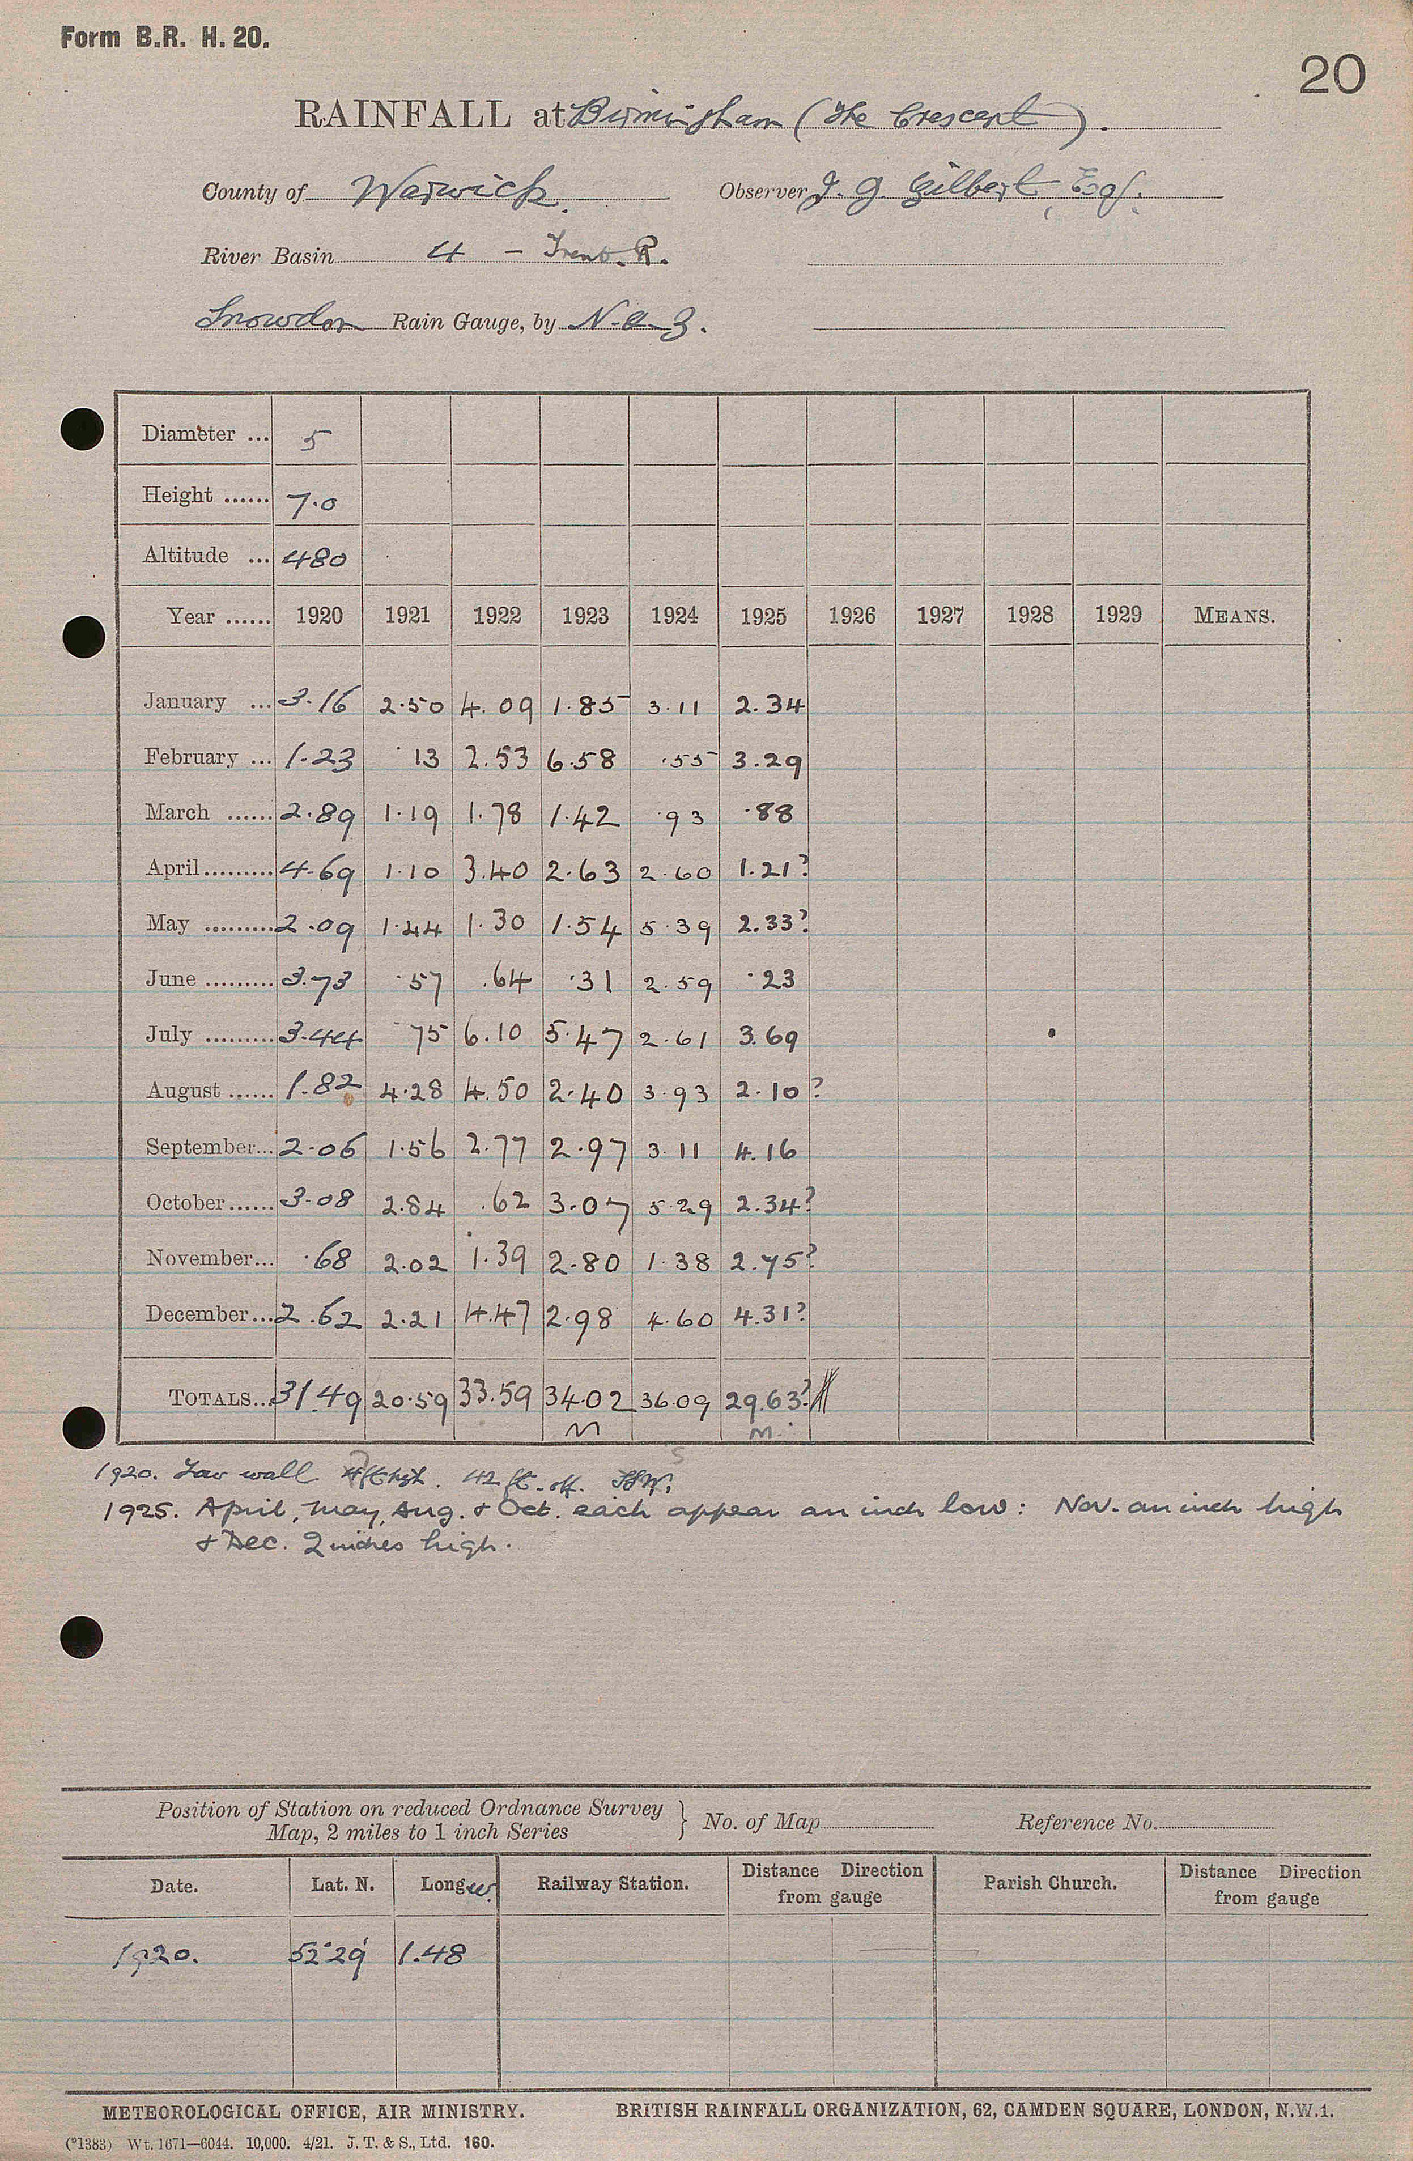 Form B.R. H. 20.
20
RAINFALL at Birmingham (The Crescent).
County of Warwick. Observer J. G. Gilbert, Esq.
River Basin 4 - Trent. R.
Snowdon Rain Gauge, by N. & Z.
Diameter ... 5
Height ...... 7.0
Altitude ... 480
Year ...... 1920 1921 1922 1923 1924 1925 1926 1927 1928 1929 MEANS.
January ... 3.16 2.50 4.09 1.85 3.11 2.34
February ... 1.23 .13 2.53 6.58 .55 3.29
March ...... 2.89 1.19 1.78 1.42 .93 .88
April ......... 4.69 1.10 3.40 2.63 2.60 1.21?
May ......... 2.09 1.44 1.30 1.54 5.39 2.33?
June ......... 3.73 .57 .64 .31 2.59 .23
July ......... 3.44 .75 6.10 5.47 2.61 3.69
August ...... 1.82 4.28 4.50 2.40 3.93 2.10?
September... 2.06 1.56 2.77 2.97 3.11 4.16
October ...... 3.08 2.84 .62 3.07 5.29 2.34?
November... .68 2.02 1.39 2.80 1.38 2.75?
December... 2.62 2.21 4.47 2.98 4.60 4.31?
TOTALS... 31.49 20.59 33.59 34.02 36.09 29.63?
M M
1920. wall 42 ft. off.
1925. April, May, Aug. & Oct. each appear an inch low: Nov. an inch high
& Dec. 2 inches high.
Position of Station on reduced Ordnance Survey
Map, 2 miles to 1 inch Series } No. of Map Reference No.
Date. Lat. N. Long W. Railway Station. Distance Direction from gauge Parish Church. Distance Direction from gauge
1920. 52°29' 1.48
METEOROLOGICAL OFFICE, AIR MINISTRY. BRITISH RAINFALL ORGANIZATION, 62, CAMDEN SQUARE, LONDON, N.W.1.
(*1383) Wt. 1671—6044. 10,000. 4/21. J. T. & S., Ltd. 160.